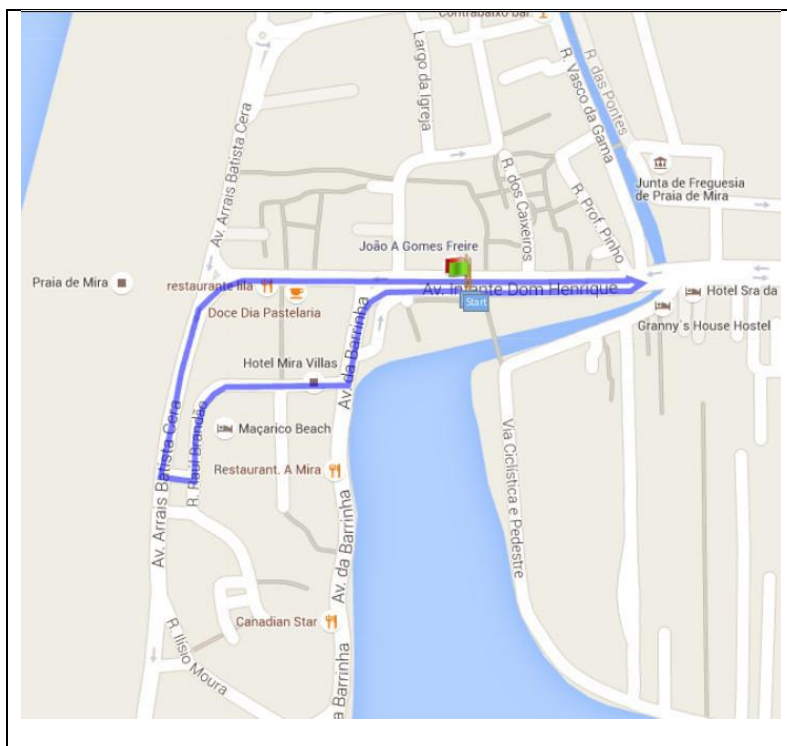 Contrabaixo bar
Largo da Igreja
R. Vasco da Gama
R. das Pontes
Av. Arrais Batista Cera
R. dos Caixeiros
Junta de Freguesia
de Praia de Mira
R. Prof. Pinho
João A Gomes Freire
Praia de Mira
restaurante lila
Av. Infante Dom Henrique
Hotel Sra da
Start
Doce Dia Pastelaria
Granny's House Hostel
Av. da Barrinha
Hotel Mira Villas
Av. Arrais Batista Cera
R. Raul Brandão
Maçarico Beach
Via Ciclística e Pedestre
Restaurant. A Mira
Av. da Barrinha
Canadian Star
R. Ilísio Moura
a Barrinha